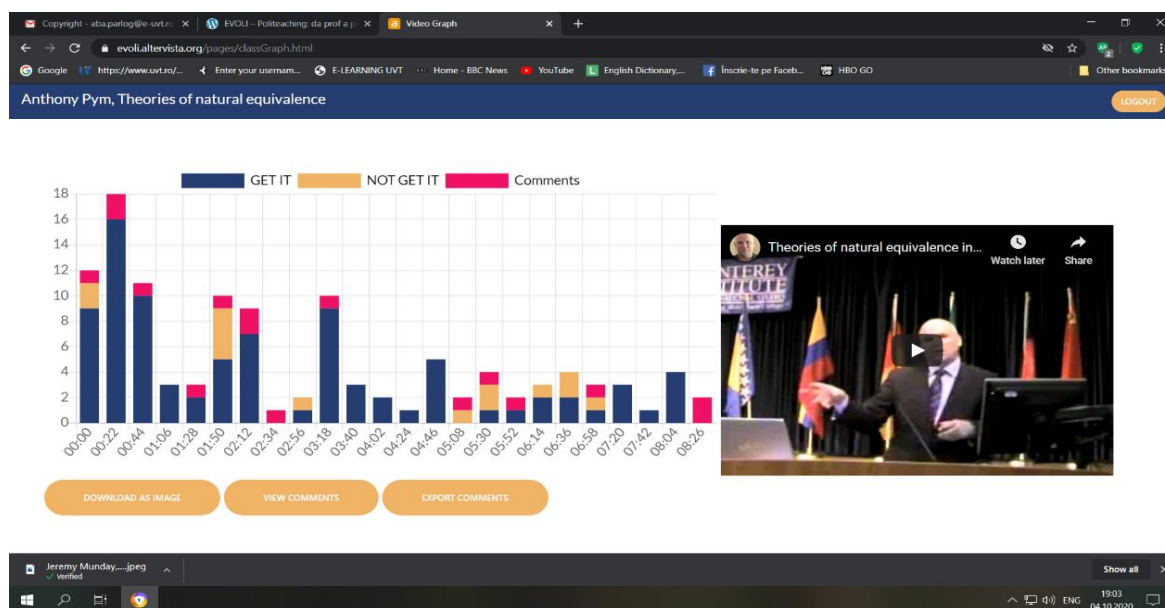 Copyright - aba.parlog@e-uvt.ro
EVOLI – Politeaching: da prof a p
Video Graph
evoli.altervista.org/pages/classGraph.html
Google
https://www.uvt.ro/...
Enter your usernam...
E-LEARNING UVT
Home - BBC News
YouTube
English Dictionary,...
Înscrie-te pe Faceb...
HBO GO
Other bookmarks
Anthony Pym, Theories of natural equivalence
LOGOUT
GET IT
NOT GET IT
Comments
18
16
14
12
10
8
6
4
2
0
00:00
00:22
00:44
01:06
01:28
01:50
02:12
02:34
02:56
03:18
03:40
04:02
04:24
04:46
05:08
05:30
05:52
06:14
06:36
06:58
07:20
07:42
08:04
08:26
DOWNLOAD AS IMAGE
VIEW COMMENTS
EXPORT COMMENTS
Theories of natural equivalence in...
Watch later
Share
Jeremy Munday,....jpeg
Verified
Show all
ENG
19:03
04.10.2020